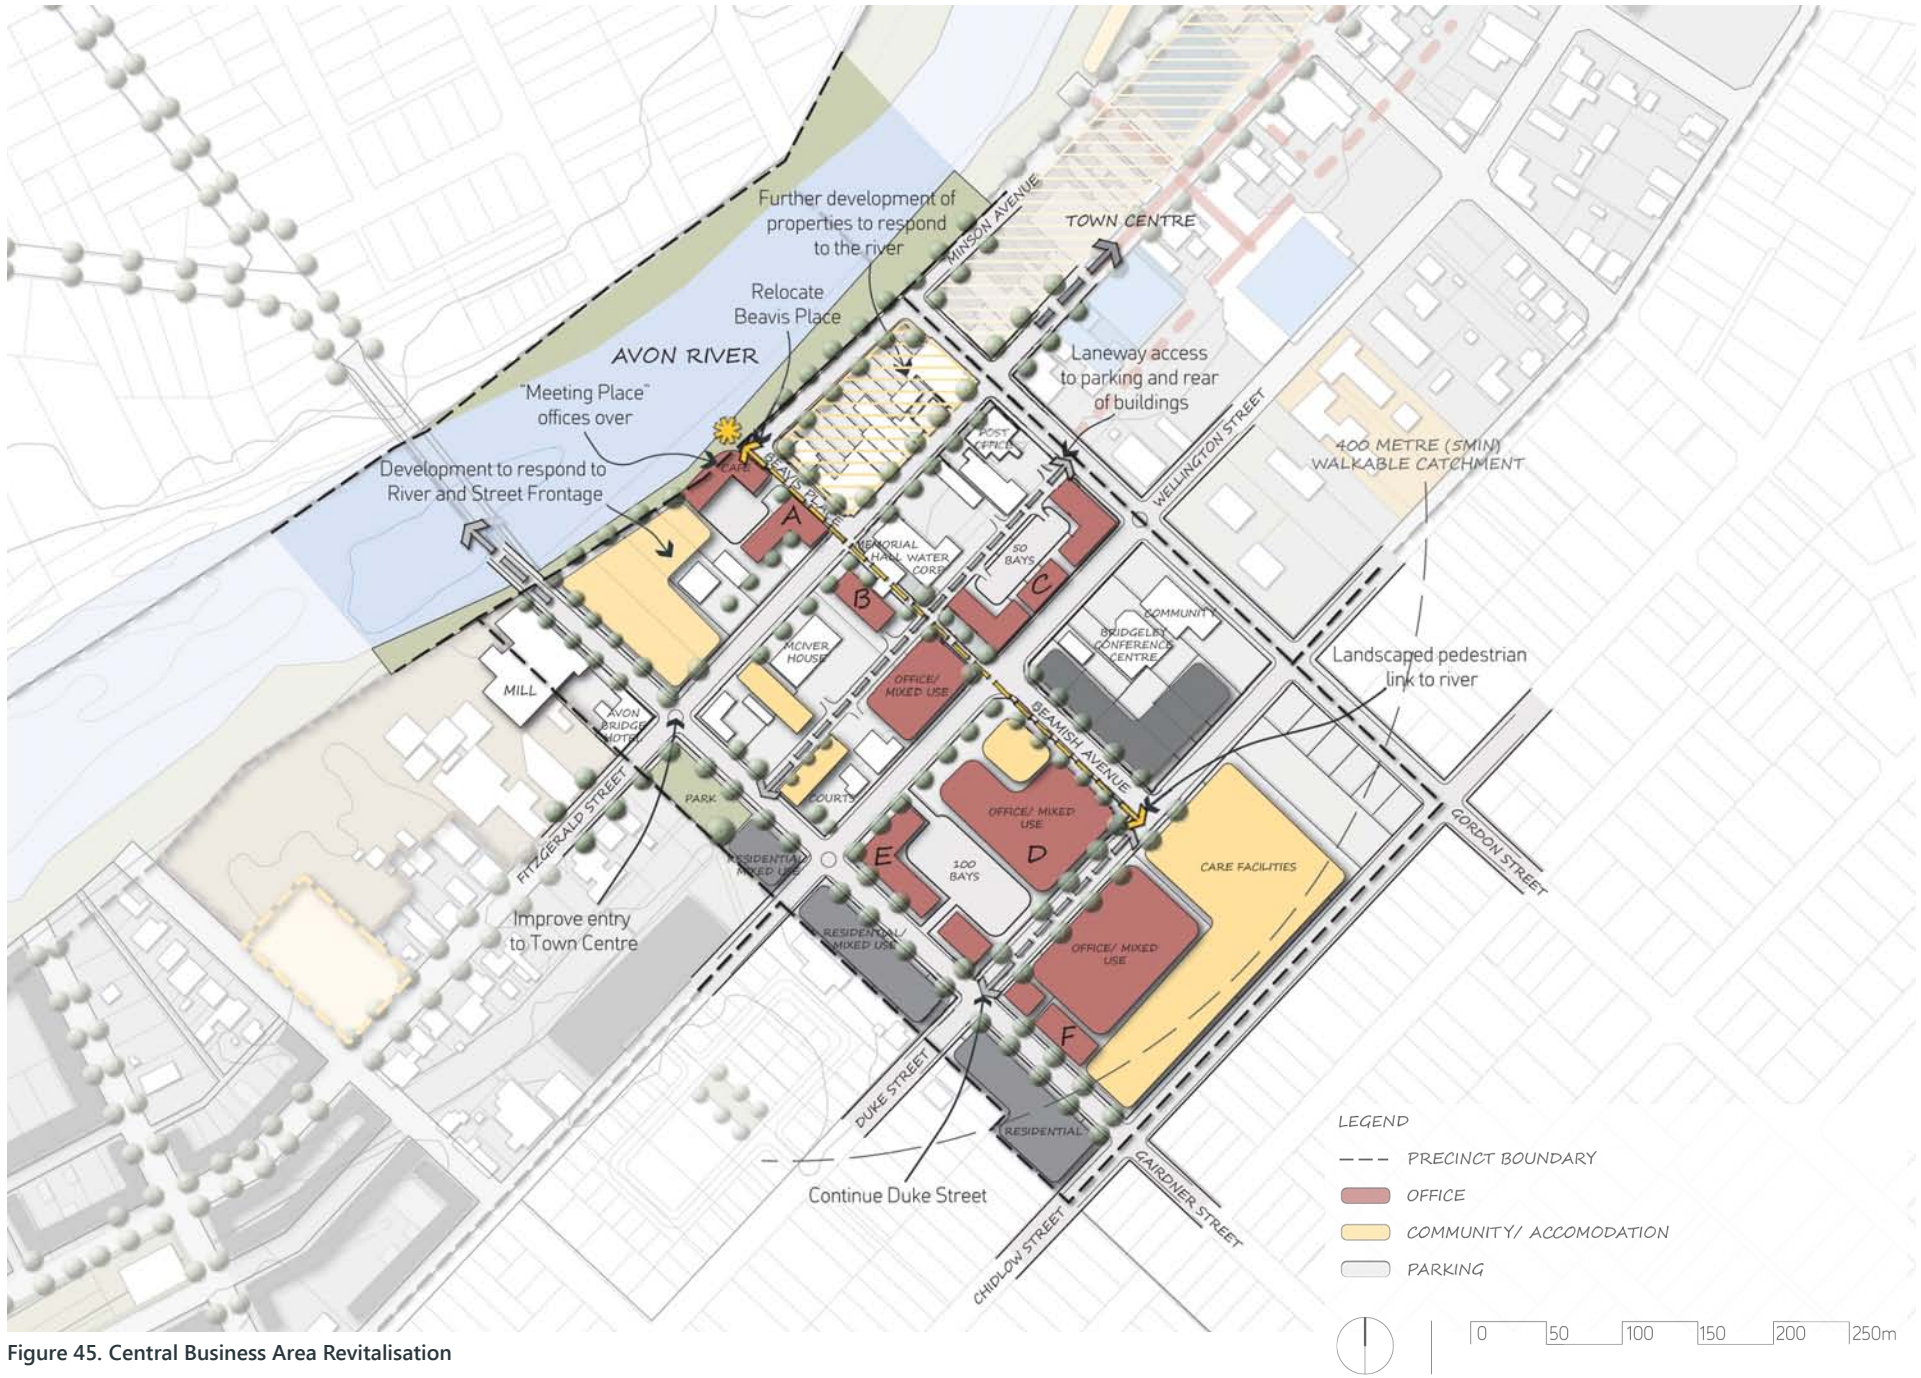 Further development of
properties to respond
to the river
MINSON AVENUE
TOWN CENTRE
Relocate
Beavis Place
AVON RIVER
"Meeting Place"
offices over
Development to respond to
River and Street Frontage
Laneway access
to parking and rear
of buildings
WELLINGTON STREET
400 METRE (5MIN)
WALKABLE CATCHMENT
POST
OFFICE
CAFE
BEAVIS PLACE
A
MEMORIAL
HALL
WATER
CORP
50
BAYS
C
B
COMMUNITY
BRIDGELEY
CONFERENCE
CENTRE
MCIVER
HOUSE
OFFICE/
MIXED USE
MILL
AVON
BRIDGE
HOTEL
Landscaped pedestrian
link to river
BEAMISH AVENUE
PARK
COURTS
FITZGERALD STREET
OFFICE/ MIXED
USE
D
E
100
BAYS
RESIDENTIAL/
MIXED USE
CARE FACILITIES
GORDON STREET
Improve entry
to Town Centre
RESIDENTIAL/
MIXED USE
OFFICE/ MIXED
USE
F
DUKE STREET
RESIDENTIAL
Continue Duke Street
GAIRDNER STREET
CHIDLOW STREET
LEGEND
PRECINCT BOUNDARY
OFFICE
COMMUNITY/ ACCOMODATION
PARKING
0 50 100 150 200 250m
Figure 45. Central Business Area Revitalisation